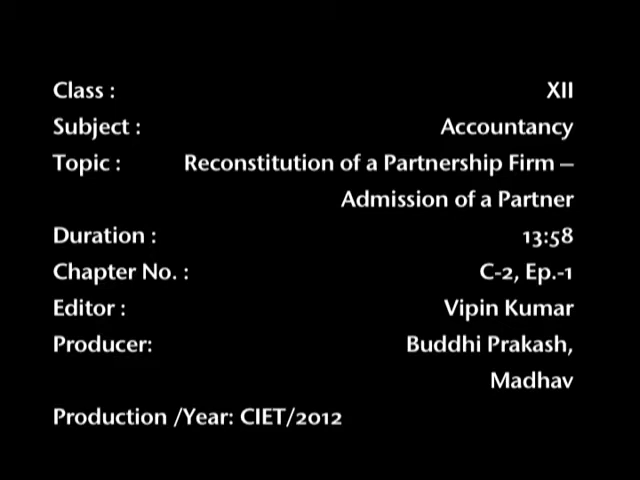 Class : XII
Subject : Accountancy
Topic : Reconstitution of a Partnership Firm –
Admission of a Partner
Duration : 13:58
Chapter No. : C-2, Ep.-1
Editor : Vipin Kumar
Producer: Buddhi Prakash,
Madhav
Production /Year: CIET/2012